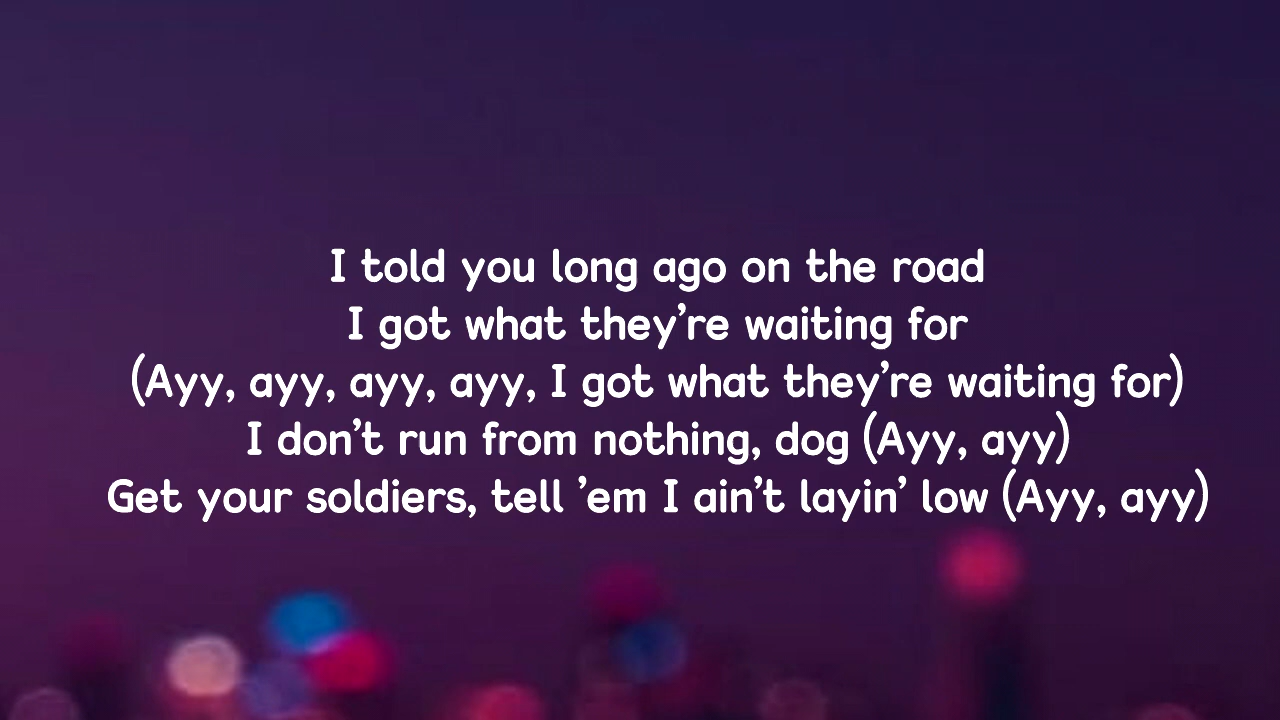 I told you long ago on the road
I got what they're waiting for
(Ayy, ayy, ayy, ayy, I got what they're waiting for)
I don't run from nothing, dog (Ayy, ayy)
Get your soldiers, tell 'em I ain't layin' low (Ayy, ayy)